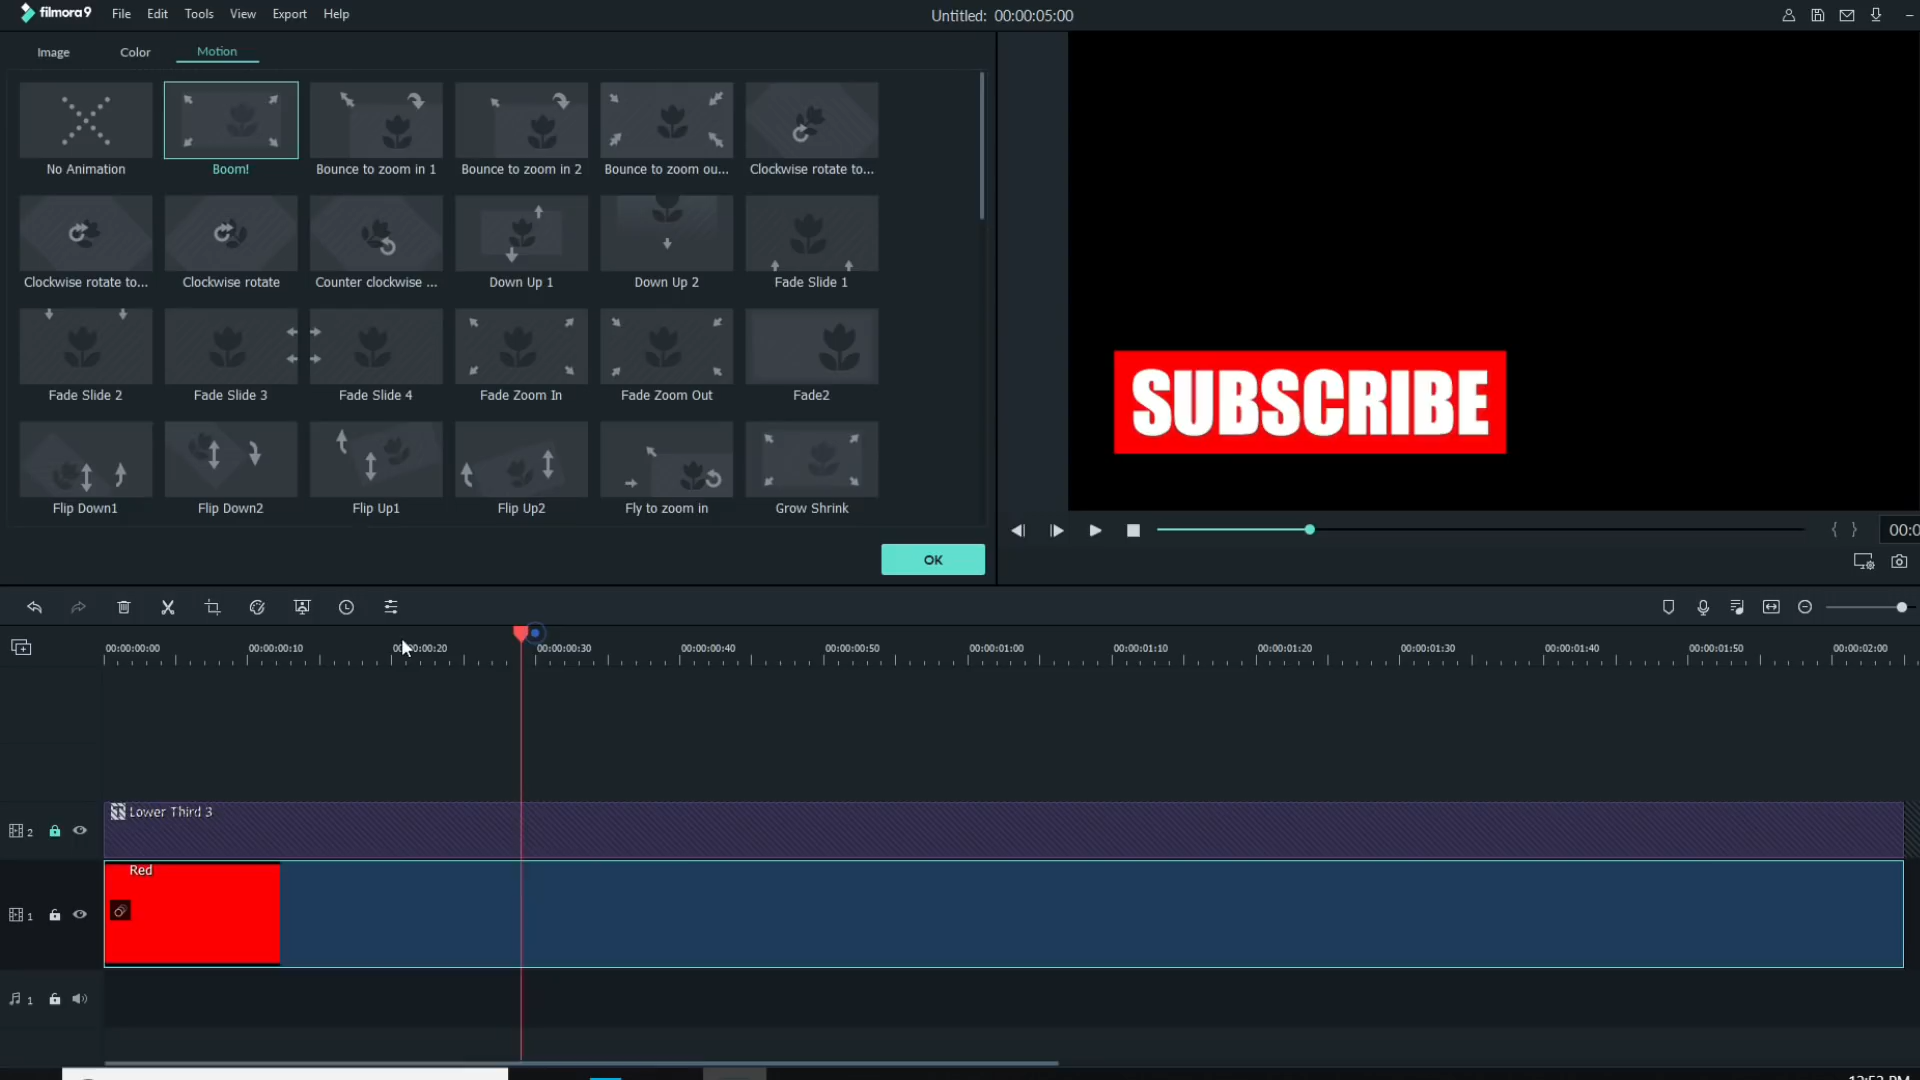 filmora9 File Edit Tools View Export Help Untitled: 00:00:05:00
Image Color Motion
No Animation Boom! Bounce to zoom in 1 Bounce to zoom in 2 Bounce to zoom ou... Clockwise rotate to...
Clockwise rotate to... Clockwise rotate Counter clockwise ... Down Up 1 Down Up 2 Fade Slide 1
Fade Slide 2 Fade Slide 3 Fade Slide 4 Fade Zoom In Fade Zoom Out Fade2
Flip Down1 Flip Down2 Flip Up1 Flip Up2 Fly to zoom in Grow Shrink
SUBSCRIBE
{ } 00:0
OK
00:00:00:00 00:00:00:10 00:00:00:20 00:00:00:30 00:00:00:40 00:00:00:50 00:00:01:00 00:00:01:10 00:00:01:20 00:00:01:30 00:00:01:40 00:00:01:50 00:00:02:00
Lower Third 3
2
Red
1
1